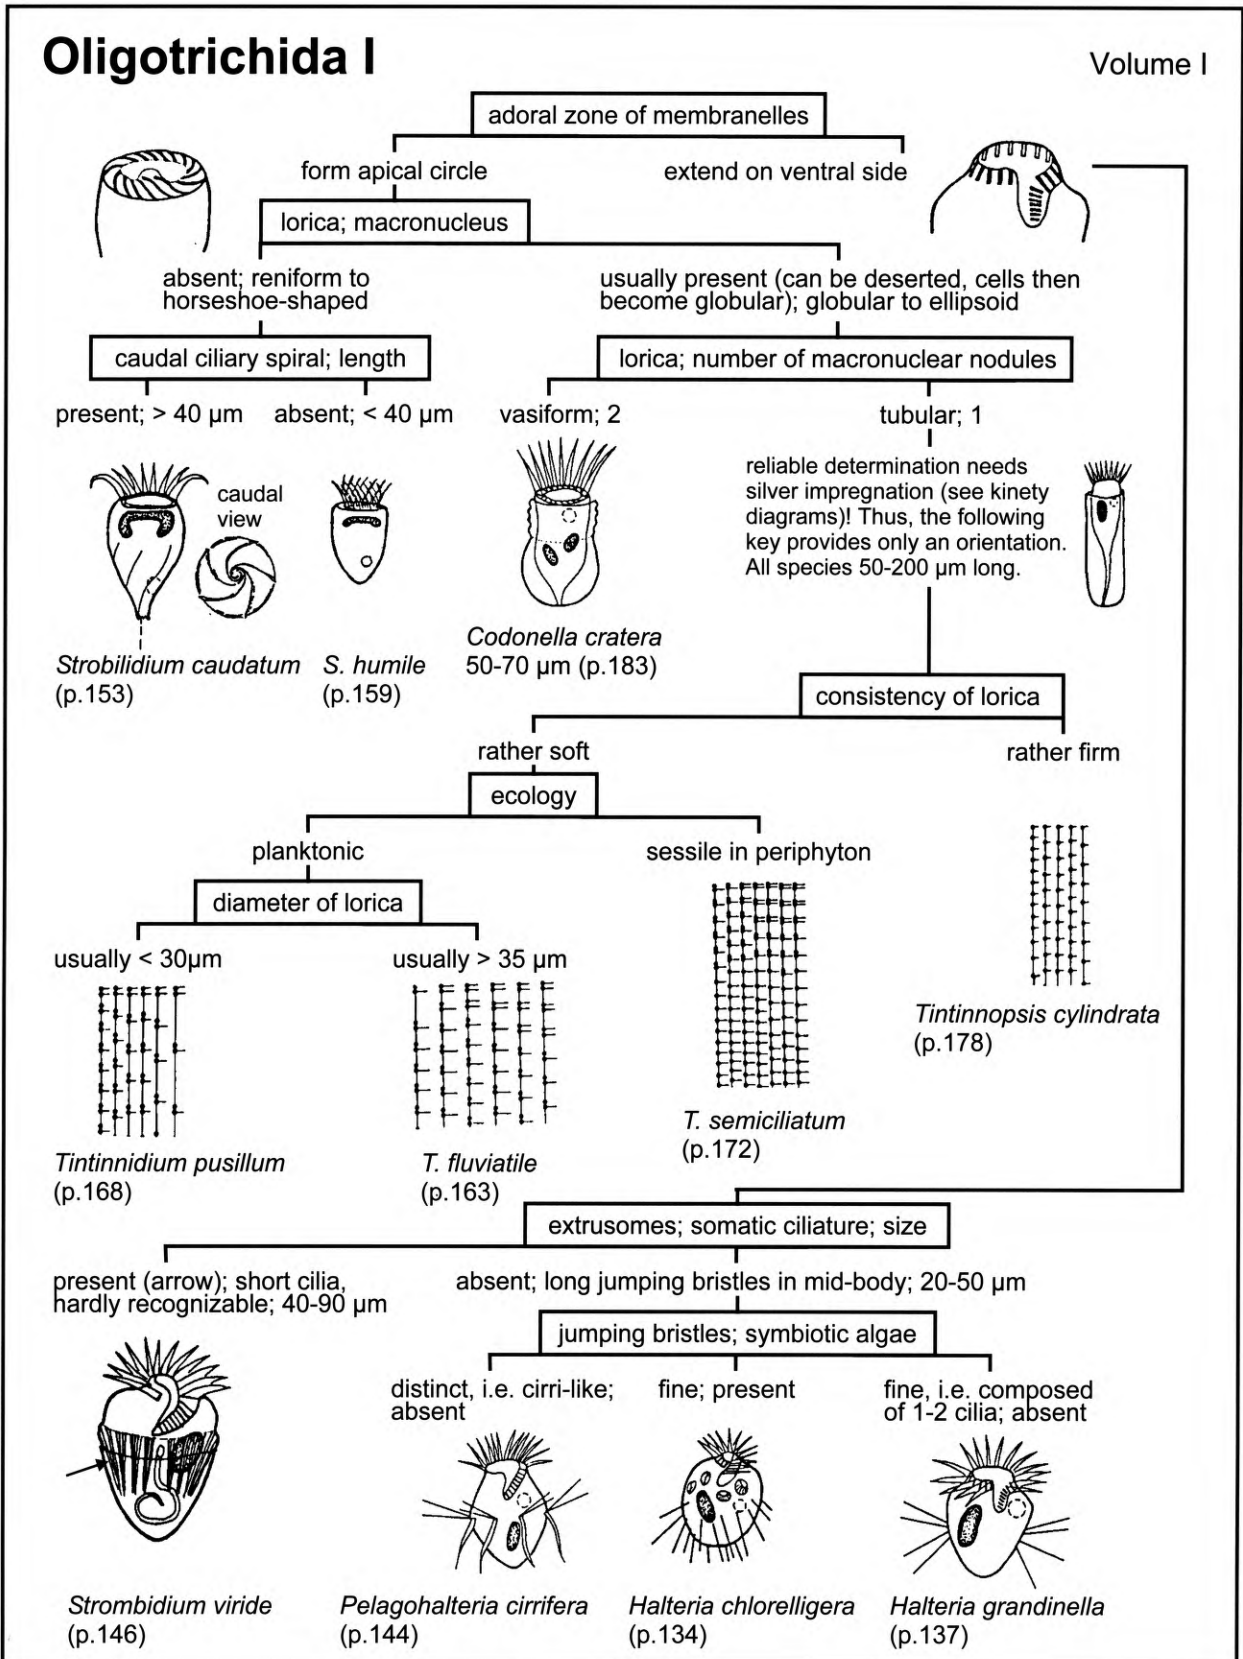 Oligotrichida I
Volume I
adoral zone of membranelles
form apical circle
extend on ventral side
lorica; macronucleus
absent; reniform to
horseshoe-shaped
usually present (can be deserted, cells then
become globular); globular to ellipsoid
caudal ciliary spiral; length
lorica; number of macronuclear nodules
present; > 40 µm
absent; < 40 µm
vasiform; 2
tubular; 1
caudal
view
reliable determination needs
silver impregnation (see kinety
diagrams)! Thus, the following
key provides only an orientation.
All species 50-200 µm long.
Strobilidium caudatum
(p.153)
S. humile
(p.159)
Codonella cratera
50-70 µm (p.183)
consistency of lorica
rather soft
rather firm
ecology
planktonic
sessile in periphyton
diameter of lorica
usually < 30µm
usually > 35 µm
Tintinnidium pusillum
(p.168)
T. fluviatile
(p.163)
T. semiciliatum
(p.172)
Tintinnopsis cylindrata
(p.178)
extrusomes; somatic ciliature; size
present (arrow); short cilia,
hardly recognizable; 40-90 µm
absent; long jumping bristles in mid-body; 20-50 µm
jumping bristles; symbiotic algae
distinct, i.e. cirri-like;
absent
fine; present
fine, i.e. composed
of 1-2 cilia; absent
Strombidium viride
(p.146)
Pelagohalteria cirrifera
(p.144)
Halteria chlorelligera
(p.134)
Halteria grandinella
(p.137)